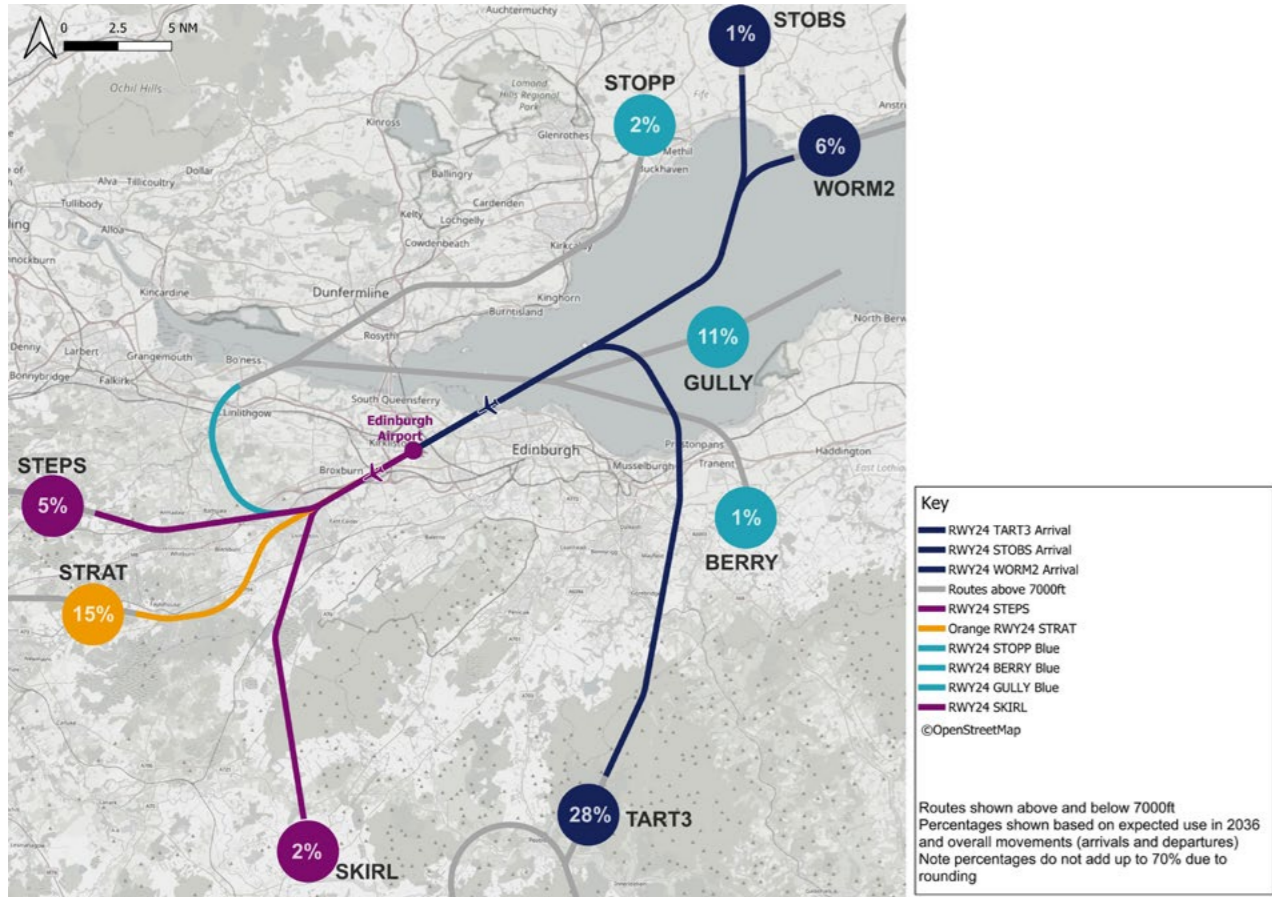 0 2.5 5 NM
Auchtermuchty
STOBS
1%
Ochil Hills
Lomond
Hills Regional
Park
Fife
STOPP
2%
Anstr
Kinross
Glenrothes
6%
WORM2
Methil
Buckhaven
Dollar
Alva Tillicoultry
Ballingry
Tullibody
Cardenden
Kelty
Lochgelly
Alloa
Cowdenbeath
Kirkcaldy
Kincardine
Dunfermline
Kinghorn
Burntisland
North Berw
Denny
Larbert
Grangemouth
Rosyth
11%
GULLY
Bonnybridge
Falkirk
Bo'ness
South Queensferry
Linlithgow
Edinburgh
Airport
Kirkliston
Edinburgh
Prestonpans
Haddington
Musselburgh
Tranent
East Lothian
Broxburn
STEPS
5%
1%
BERRY
STRAT
15%
28%
TART3
2%
SKIRL
Key
RWY24 TART3 Arrival
RWY24 STOBS Arrival
RWY24 WORM2 Arrival
Routes above 7000ft
RWY24 STEPS
Orange RWY24 STRAT
RWY24 STOPP Blue
RWY24 BERRY Blue
RWY24 GULLY Blue
RWY24 SKIRL
©OpenStreetMap
Routes shown above and below 7000ft
Percentages shown based on expected use in 2036
and overall movements (arrivals and departures)
Note percentages do not add up to 70% due to
rounding